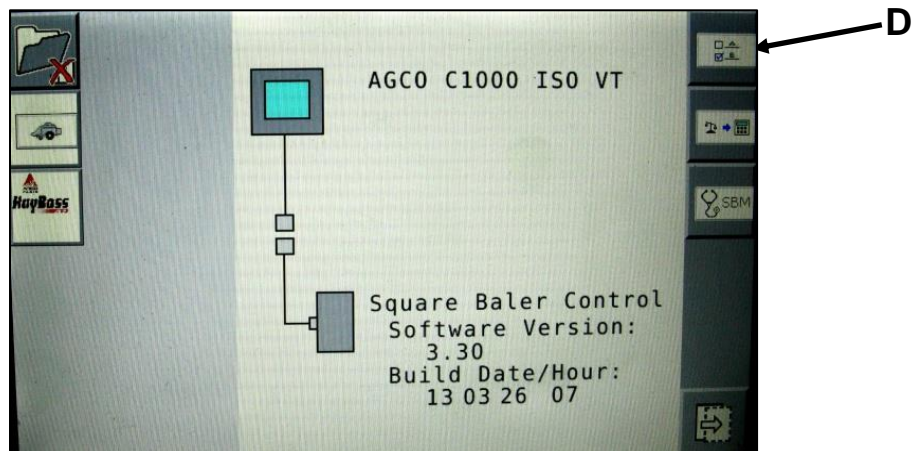 D
AGCO C1000 ISO VT
HayBoss
SBM
Square Baler Control
Software Version:
3.30
Build Date/Hour:
13 03 26 07